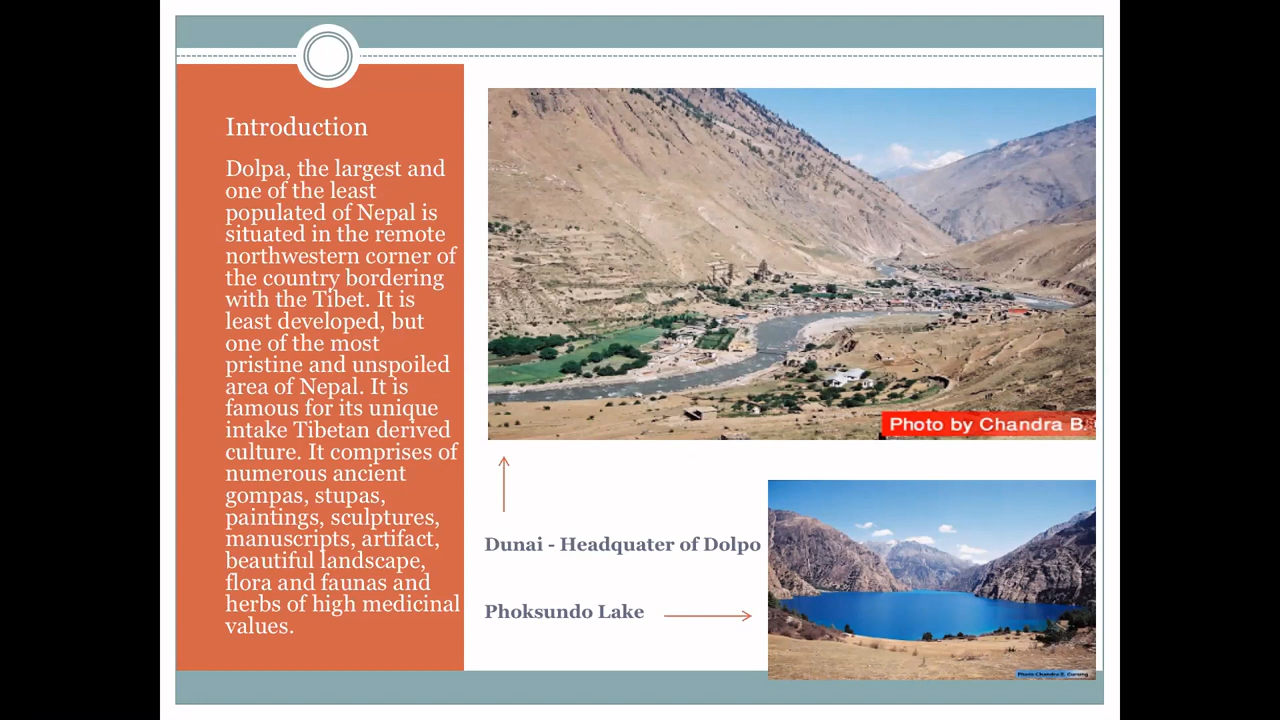 Introduction
Dolpa, the largest and
one of the least
populated of Nepal is
situated in the remote
northwestern corner of
the country bordering
with the Tibet. It is
least developed, but
one of the most
pristine and unspoiled
area of Nepal. It is
famous for its unique
intake Tibetan derived
culture. It comprises of
numerous ancient
gompas, stupas,
paintings, sculptures,
manuscripts, artifact,
beautiful landscape,
flora and faunas and
herbs of high medicinal
values.
Photo by Chandra B.
Dunai - Headquater of Dolpo
Phoksundo Lake
Photo Chandra B. Gurung